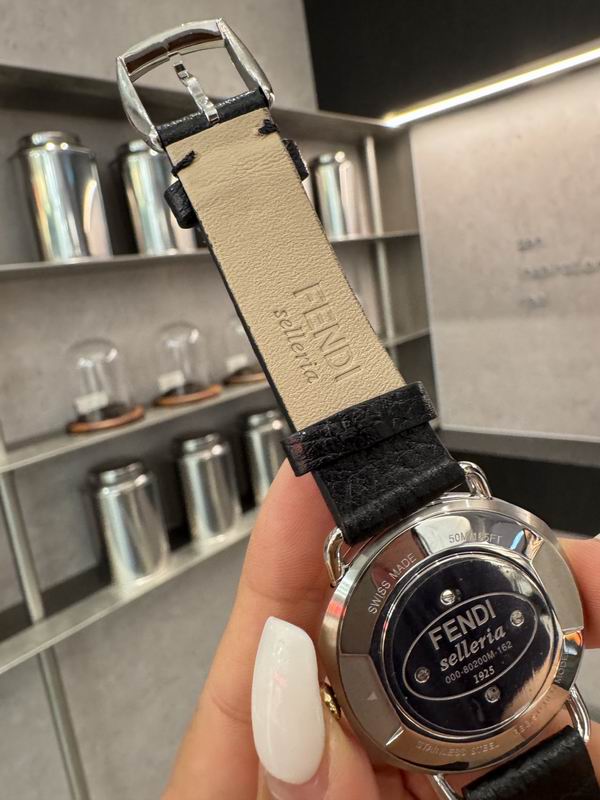 FENDI
selleria
50M/165FT
SWISS MADE
FENDI
selleria
000-80200M-162
1925
STAINLESS STEEL